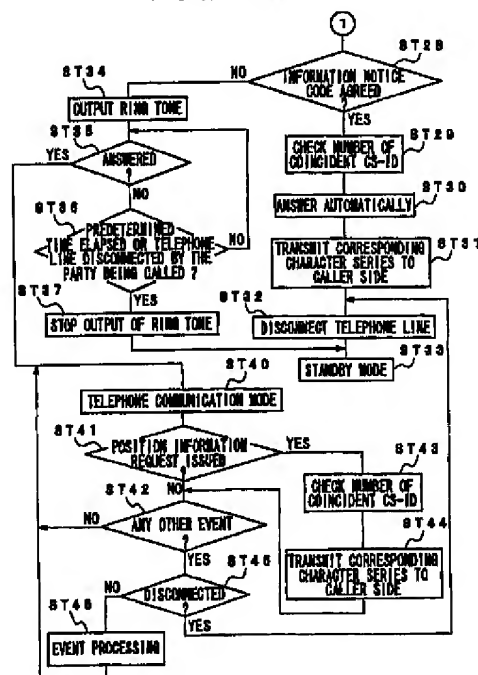 1
ST28
INFORMATION NOTICE
CODE AGREED
NO
YES
ST34
OUTPUT RING TONE
ST35
ANSWERED
YES
NO
ST36
PREDETERMINED
TIME ELAPSED OR TELEPHONE
LINE DISCONNECTED BY THE
PARTY BEING CALLED ?
NO
YES
ST37
STOP OUTPUT OF RING TONE
ST29
CHECK NUMBER OF
COINCIDENT CS-ID
ST30
ANSWER AUTOMATICALLY
ST31
TRANSMIT CORRESPONDING
CHARACTER SERIES TO
CALLER SIDE
ST32
DISCONNECT TELEPHONE LINE
ST33
STANDBY MODE
ST40
TELEPHONE COMMUNICATION MODE
ST41
POSITION INFORMATION
REQUEST ISSUED
YES
NO
ST43
CHECK NUMBER OF
COINCIDENT CS-ID
ST44
TRANSMIT CORRESPONDING
CHARACTER SERIES TO
CALLER SIDE
ST42
ANY OTHER EVENT
NO
YES
DISCONNECTED
NO
YES
EVENT PROCESSING